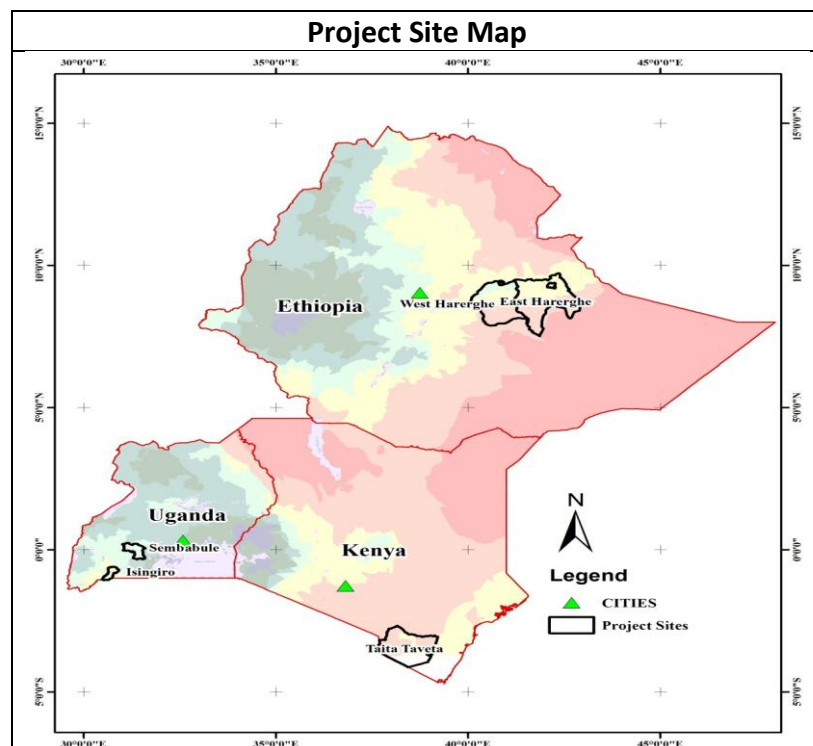 Project Site Map
30°0'0"E 35°0'0"E 40°0'0"E 45°0'0"E
15°0'0"N 15°0'0"N
10°0'0"N 10°0'0"N
Ethiopia
West Harerghe East Harerghe
5°0'0"N 5°0'0"N
Uganda
Sembabule
Isingiro
Kenya
0°0'0" 0°0'0"
N
Legend
CITIES
Project Sites
Taita Taveta
5°0'0"S 5°0'0"S
30°0'0"E 35°0'0"E 40°0'0"E 45°0'0"E